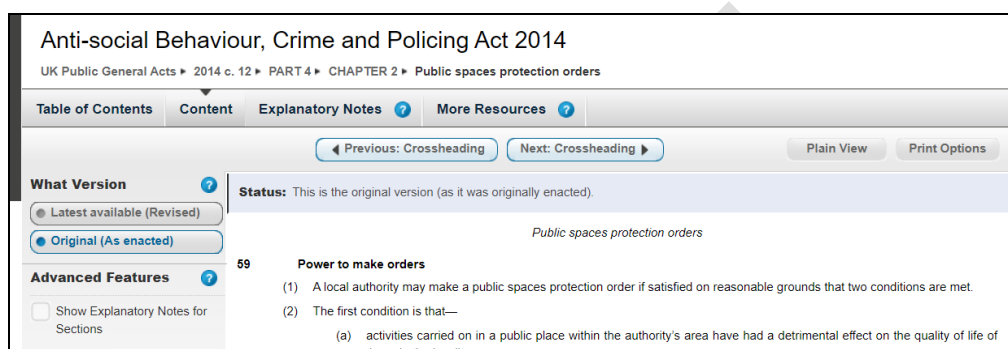 Anti-social Behaviour, Crime and Policing Act 2014
UK Public General Acts ▶ 2014 c. 12 ▶ PART 4 ▶ CHAPTER 2 ▶ Public spaces protection orders
Table of Contents Content Explanatory Notes ? More Resources ?
Previous: Crossheading Next: Crossheading Plain View Print Options
What Version ?
Latest available (Revised)
Original (As enacted)
Advanced Features ?
Show Explanatory Notes for
Sections
Status: This is the original version (as it was originally enacted).
Public spaces protection orders
59 Power to make orders
(1) A local authority may make a public spaces protection order if satisfied on reasonable grounds that two conditions are met.
(2) The first condition is that—
(a) activities carried on in a public place within the authority's area have had a detrimental effect on the quality of life of